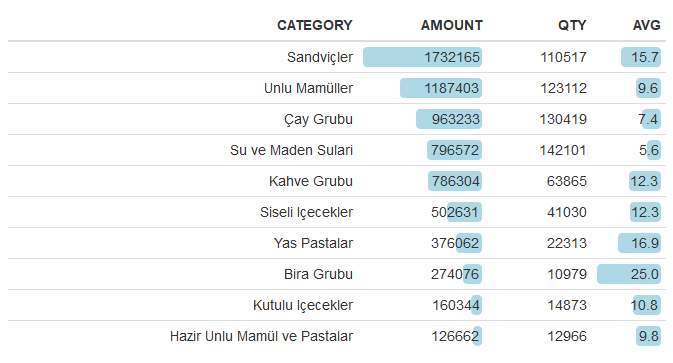 CATEGORY AMOUNT QTY AVG
Sandviçler 1732165 110517 15.7
Unlu Mamüller 1187403 123112 9.6
Çay Grubu 963233 130419 7.4
Su ve Maden Sulari 796572 142101 5.6
Kahve Grubu 786304 63865 12.3
Siseli Içecekler 502631 41030 12.3
Yas Pastalar 376062 22313 16.9
Bira Grubu 274076 10979 25.0
Kutulu Içecekler 160344 14873 10.8
Hazir Unlu Mamül ve Pastalar 126662 12966 9.8